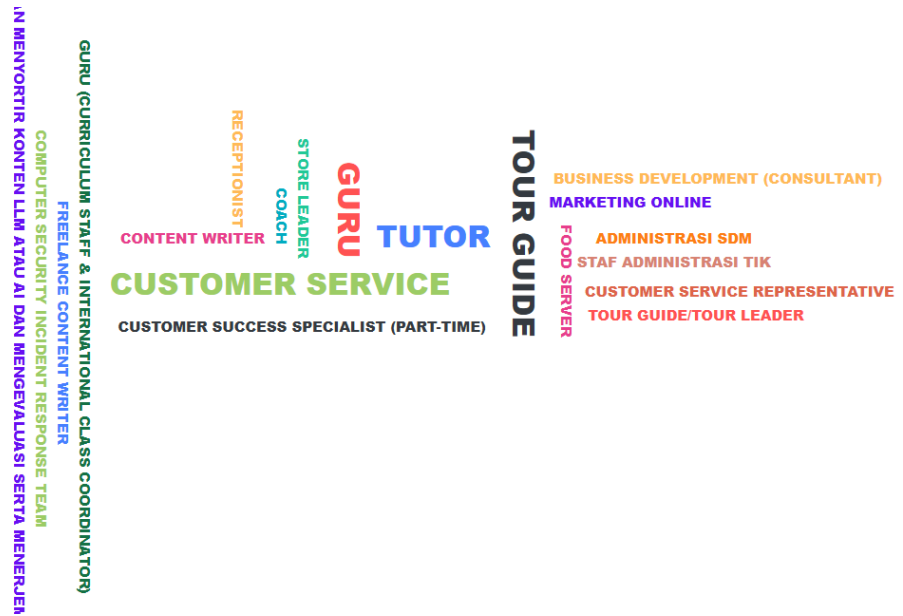 MENYORTIR KONTEN LLM ATAU AI DAN MENGEVALUASI SERTA
COMPUTER SECURITY INCIDENT RESPONSE TEAM
FREELANCE CONTENT WRITER
GURU (CURRICULUM STAFF & INTERNATIONAL CLASS COORDINATOR)
RECEPTIONIST
COACH
STORE LEADER
GURU
CONTENT WRITER
TUTOR
CUSTOMER SERVICE
CUSTOMER SUCCESS SPECIALIST (PART-TIME)
TOUR GUIDE
BUSINESS DEVELOPMENT (CONSULTANT)
MARKETING ONLINE
FOOD SERVER
ADMINISTRASI SDM
STAF ADMINISTRASI TIK
CUSTOMER SERVICE REPRESENTATIVE
TOUR GUIDE/TOUR LEADER